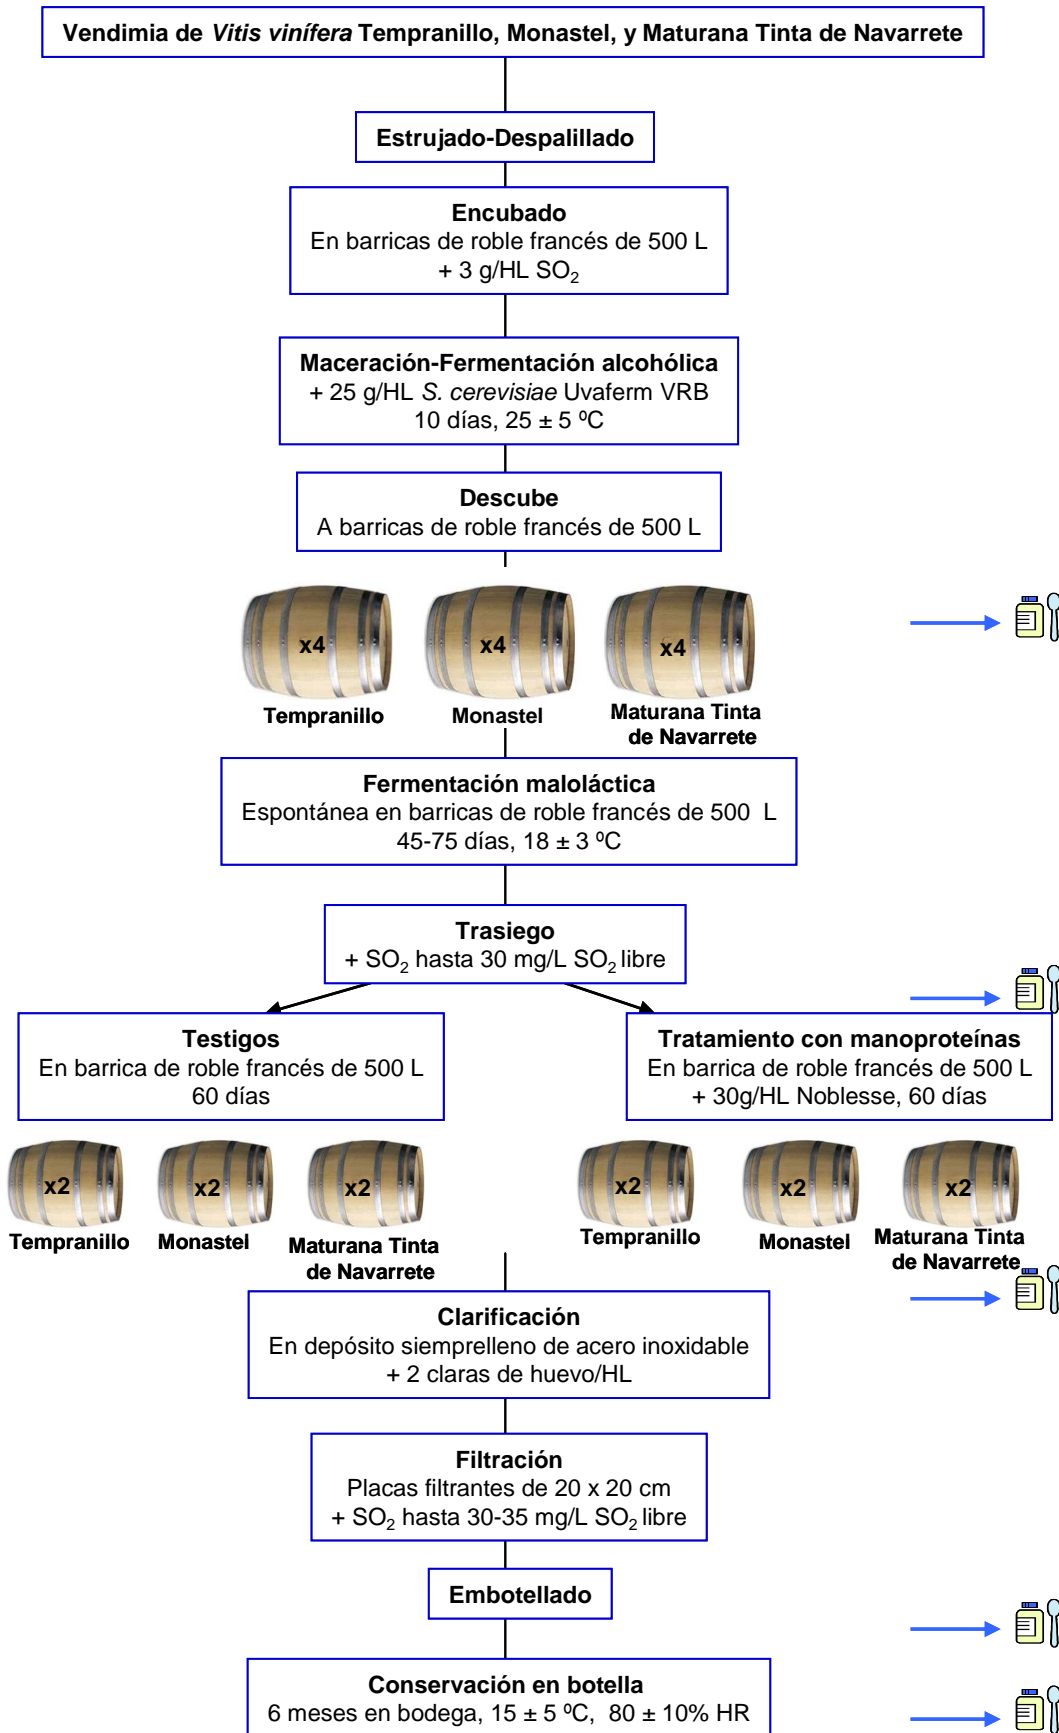 Vendimia de Vitis vinífera Tempranillo, Monastel, y Maturana Tinta de Navarrete
Estrujado-Despalillado
Encubado
En barricas de roble francés de 500 L
+ 3 g/HL SO₂
Maceración-Fermentación alcohólica
+ 25 g/HL S. cerevisiae Uvaferm VRB
10 días, 25 ± 5 ºC
Descube
A barricas de roble francés de 500 L
x4
x4
x4
Tempranillo
Monastel
Maturana Tinta
de Navarrete
Fermentación maloláctica
Espontánea en barricas de roble francés de 500 L
45-75 días, 18 ± 3 ºC
Trasiego
+ SO₂ hasta 30 mg/L SO₂ libre
Testigos
En barrica de roble francés de 500 L
60 días
Tratamiento con manoproteínas
En barrica de roble francés de 500 L
+ 30g/HL Noblesse, 60 días
x2
x2
x2
Tempranillo
Monastel
Maturana Tinta
de Navarrete
x2
x2
x2
Tempranillo
Monastel
Maturana Tinta
de Navarrete
Clarificación
En depósito siemprelleno de acero inoxidable
+ 2 claras de huevo/HL
Filtración
Placas filtrantes de 20 x 20 cm
+ SO₂ hasta 30-35 mg/L SO₂ libre
Embotellado
Conservación en botella
6 meses en bodega, 15 ± 5 ºC, 80 ± 10% HR